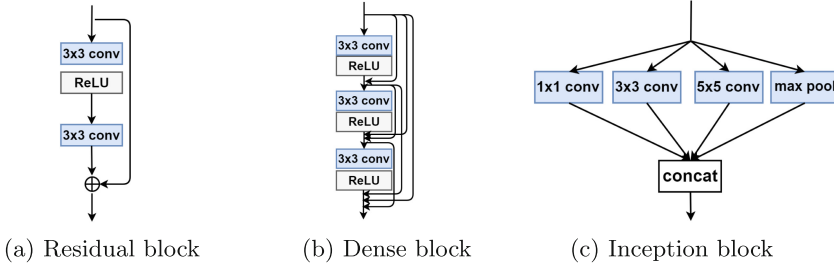 3x3 conv
ReLU
3x3 conv
(a) Residual block
3x3 conv
ReLU
3x3 conv
ReLU
3x3 conv
ReLU
(b) Dense block
1x1 conv 3x3 conv 5x5 conv max pool
concat
(c) Inception block